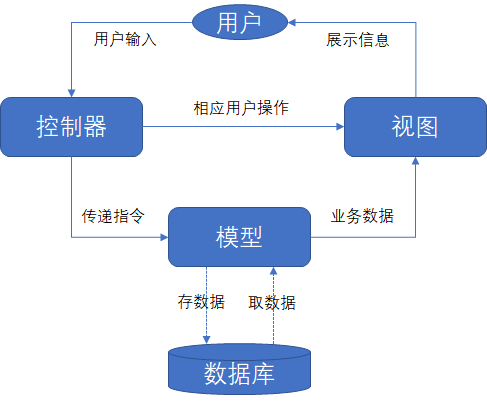 用户
用户输入
展示信息
控制器
相应用户操作
视图
传递指令
模型
业务数据
存数据
取数据
数据库